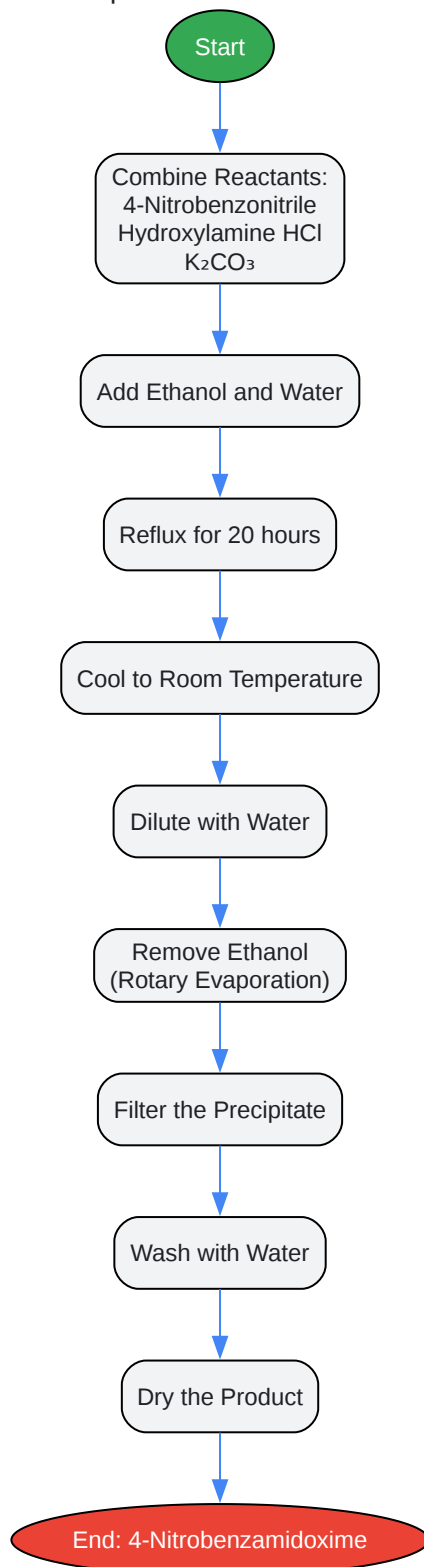 Start
Combine Reactants:
4-Nitrobenzonitrile
Hydroxylamine HCl
K₂CO₃
Add Ethanol and Water
Reflux for 20 hours
Cool to Room Temperature
Dilute with Water
Remove Ethanol
(Rotary Evaporation)
Filter the Precipitate
Wash with Water
Dry the Product
End: 4-Nitrobenzamidoxime